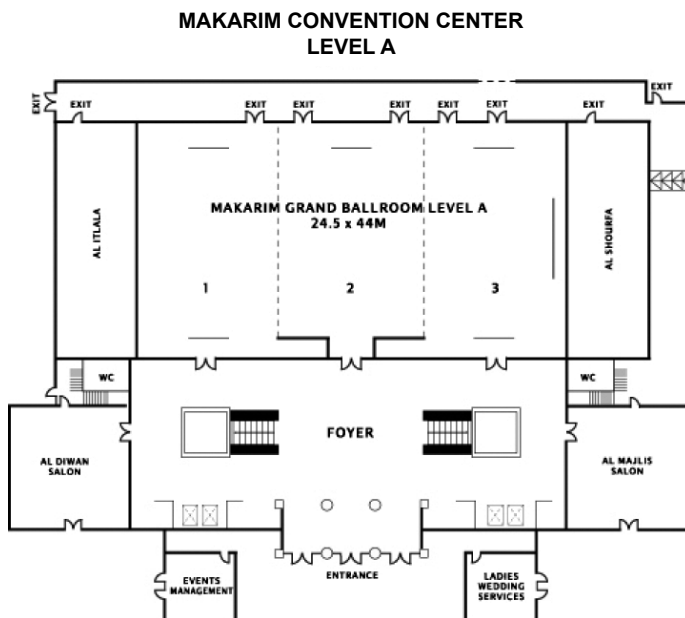 MAKARIM CONVENTION CENTER
LEVEL A
EXIT
EXIT
EXIT
EXIT
EXIT
EXIT
EXIT
EXIT
EXIT
MAKARIM GRAND BALLROOM LEVEL A
24.5 x 44M
AL ITLALA
AL SHOURFA
1
2
3
WC
WC
FOYER
AL DIWAN
SALON
AL MAJLIS
SALON
ENTRANCE
EVENTS
MANAGEMENT
LADIES
WEDDING
SERVICES